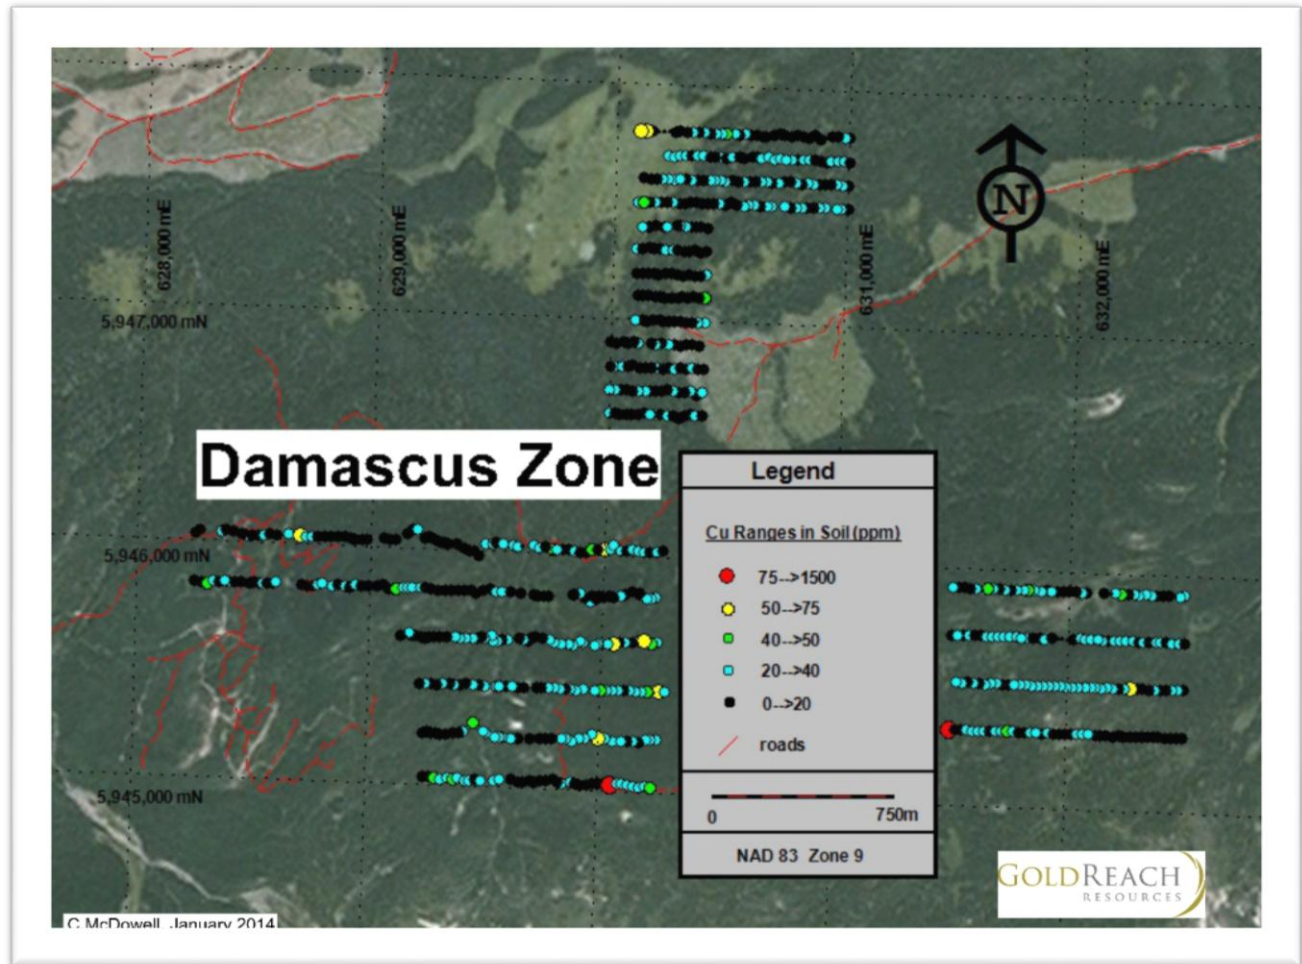 N
628,000 mE
629,000 mE
631,000 mE
632,000 mE
5,947,000 mN
Damascus Zone
5,946,000 mN
5,945,000 mN
Legend
Cu Ranges in Soil (ppm)
75-->1500
50-->75
40-->50
20-->40
0-->20
roads
0 750m
NAD 83 Zone 9
GOLDREACH
RESOURCES
C McDowell, January 2014